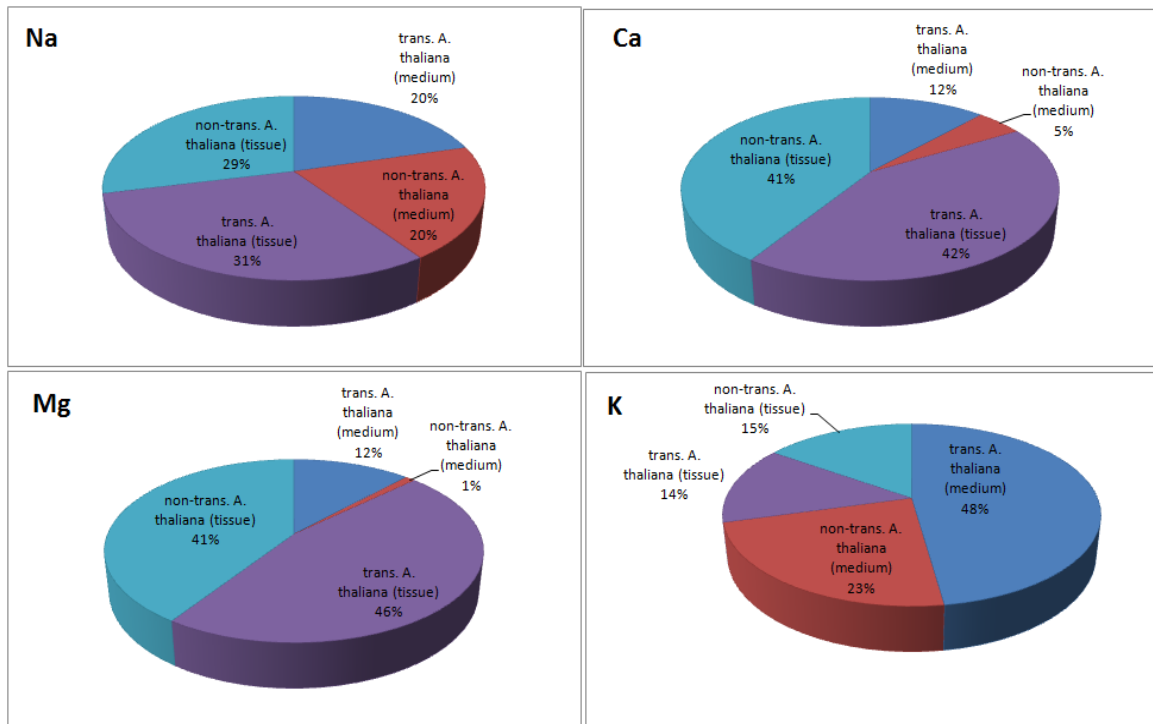 Na
trans. A.
thaliana
(medium)
20%
non-trans. A.
thaliana
(medium)
20%
trans. A.
thaliana (tissue)
31%
non-trans. A.
thaliana (tissue)
29%
Ca
trans. A.
thaliana
(medium)
12%
non-trans. A.
thaliana
(medium)
5%
trans. A.
thaliana (tissue)
42%
non-trans. A.
thaliana (tissue)
41%
Mg
trans. A.
thaliana
(medium)
12%
non-trans. A.
thaliana
(medium)
1%
trans. A.
thaliana (tissue)
46%
non-trans. A.
thaliana (tissue)
41%
K
trans. A.
thaliana
(medium)
48%
non-trans. A.
thaliana
(medium)
23%
trans. A.
thaliana (tissue)
14%
non-trans. A.
thaliana (tissue)
15%